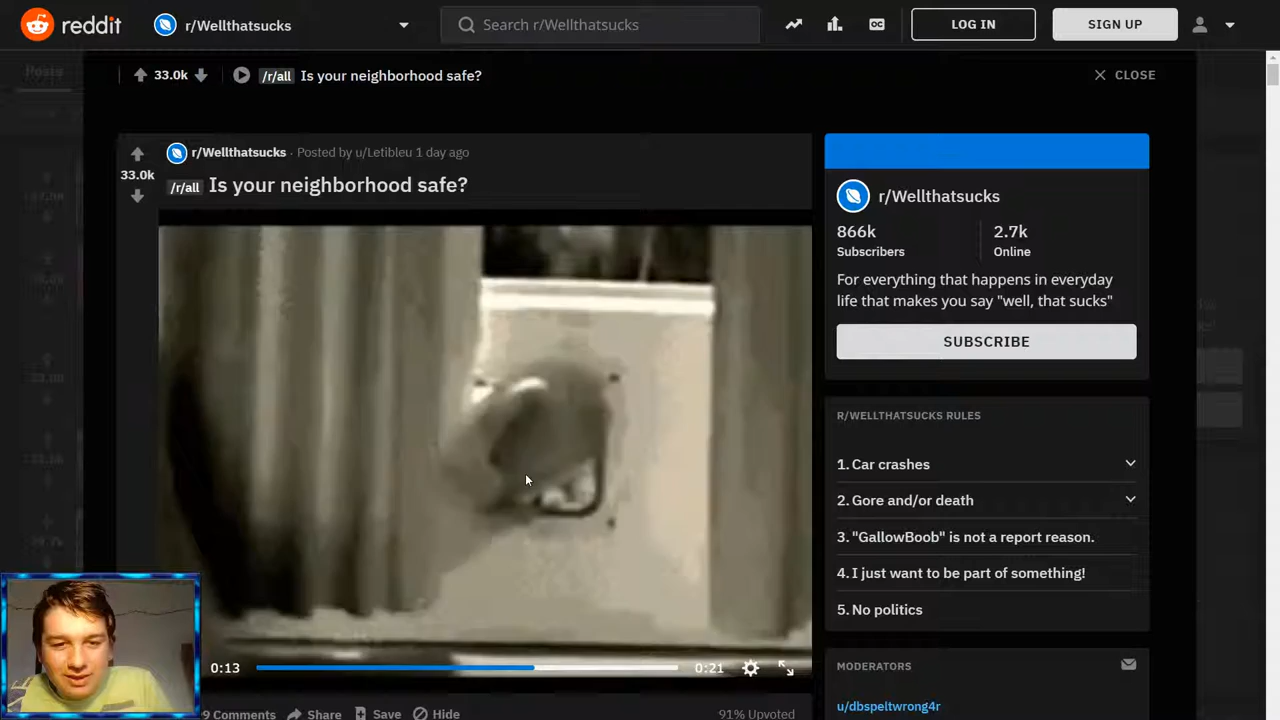 reddit
r/Wellthatsucks
Search r/Wellthatsucks
LOG IN
SIGN UP
Posts
33.0k
/r/all Is your neighborhood safe?
CLOSE
r/Wellthatsucks · Posted by u/Letibleu 1 day ago
33.0k
/r/all Is your neighborhood safe?
0:13
0:21
9 Comments
Share
Save
Hide
91% Upvoted
r/Wellthatsucks
866k
Subscribers
2.7k
Online
For everything that happens in everyday
life that makes you say "well, that sucks"
SUBSCRIBE
R/WELLTHATSUCKS RULES
1. Car crashes
2. Gore and/or death
3. "GallowBoob" is not a report reason.
4. I just want to be part of something!
5. No politics
MODERATORS
u/dbspeltwrong4r